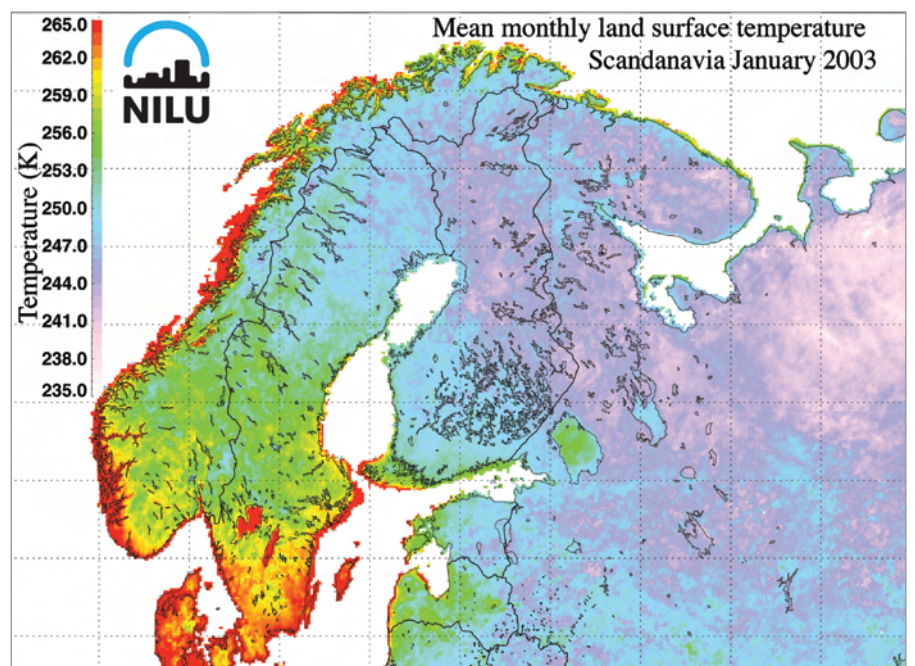 Mean monthly land surface temperature
Scandanavia January 2003
NILU
Temperature (K)
265.0
262.0
259.0
256.0
253.0
250.0
247.0
244.0
241.0
238.0
235.0